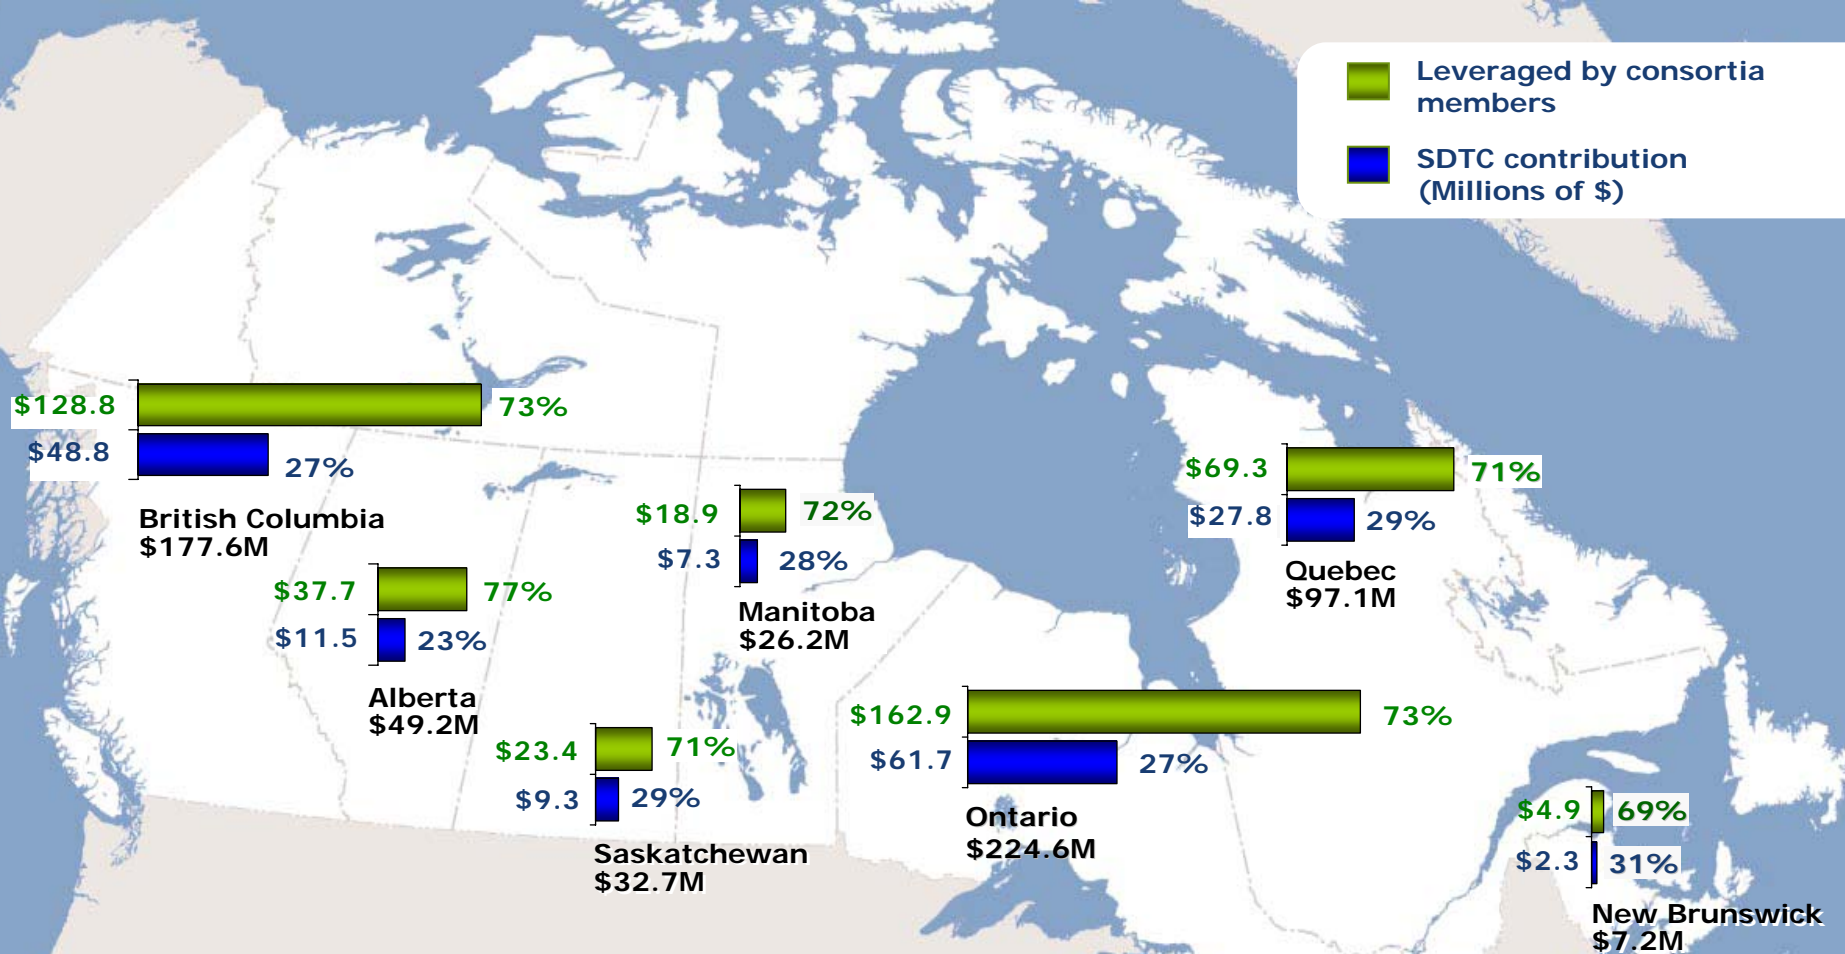 Leveraged by consortia
members
SDTC contribution
(Millions of $)
$128.8 73%
$48.8 27%
British Columbia
$177.6M
$37.7 77%
$11.5 23%
Alberta
$49.2M
$23.4 71%
$9.3 29%
Saskatchewan
$32.7M
$18.9 72%
$7.3 28%
Manitoba
$26.2M
$162.9 73%
$61.7 27%
Ontario
$224.6M
$69.3 71%
$27.8 29%
Quebec
$97.1M
$4.9 69%
$2.3 31%
New Brunswick
$7.2M